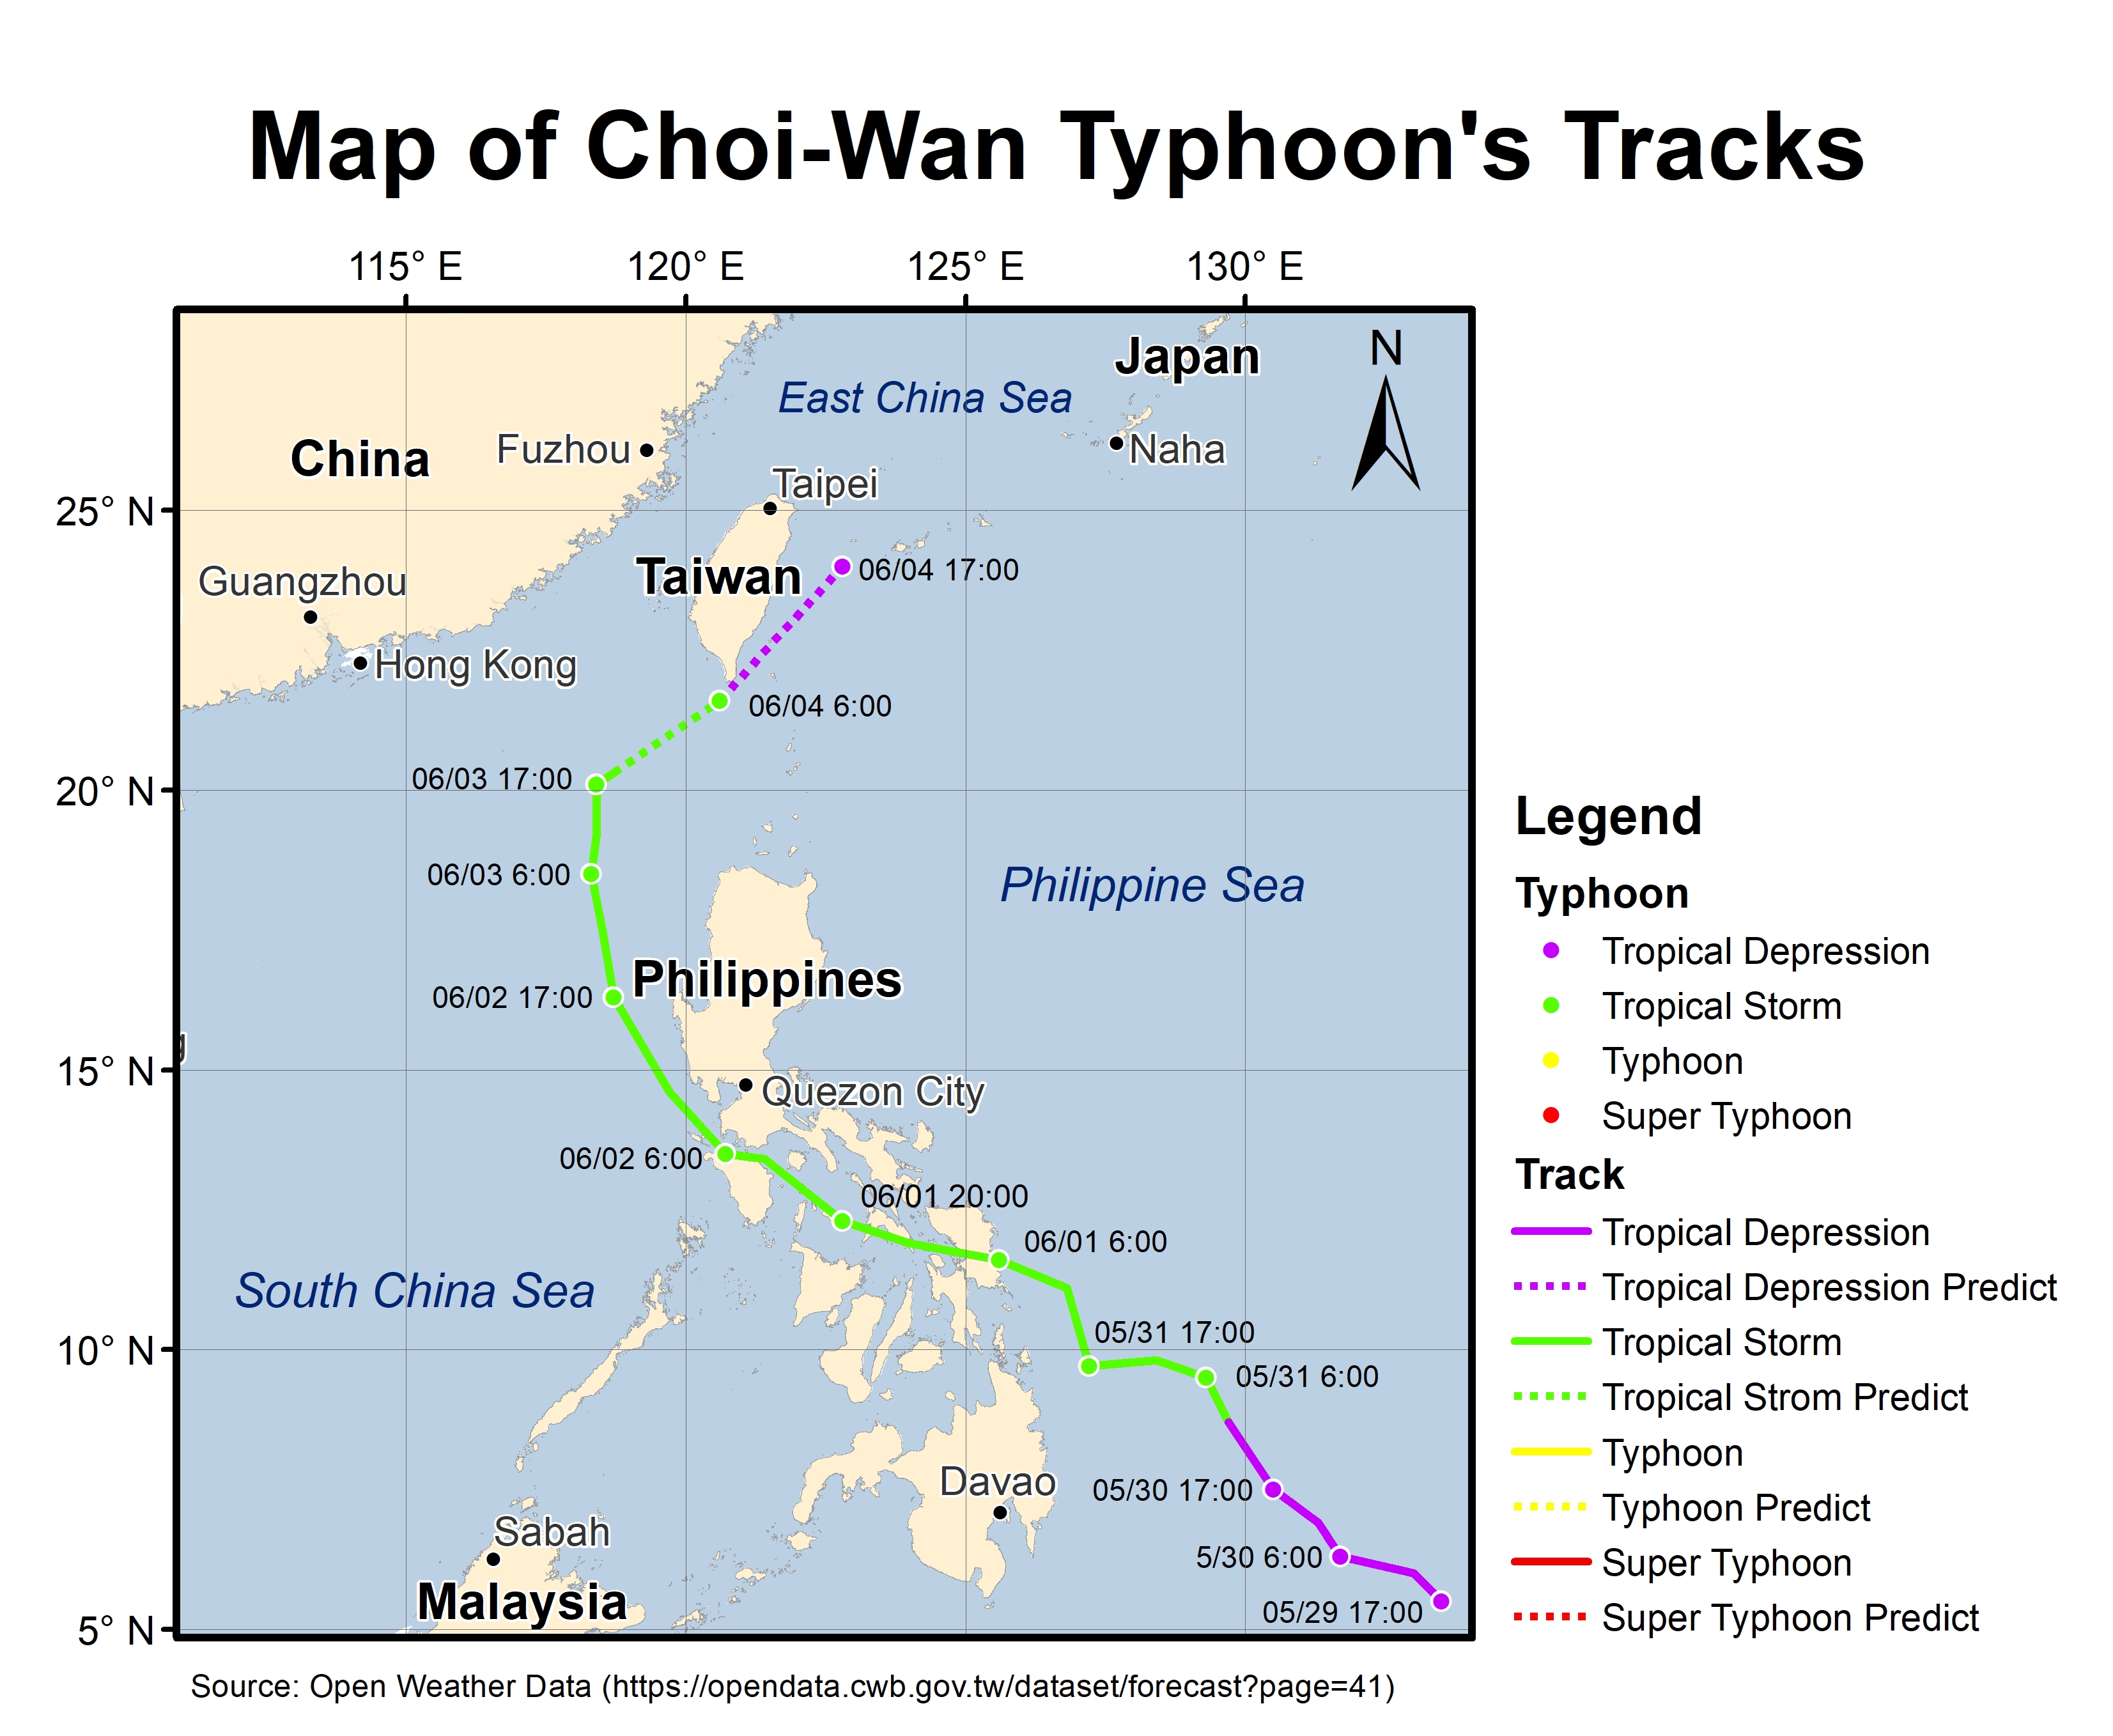 Map of Choi-Wan Typhoon's Tracks
115° E
120° E
125° E
130° E
Japan
N
East China Sea
China
Fuzhou
Naha
Taipei
25° N
Taiwan
06/04 17:00
Guangzhou
Hong Kong
06/04 6:00
06/03 17:00
20° N
06/03 6:00
Philippine Sea
Philippines
06/02 17:00
g
15° N
Quezon City
06/02 6:00
06/01 20:00
06/01 6:00
South China Sea
05/31 17:00
10° N
05/31 6:00
Davao
05/30 17:00
Sabah
5/30 6:00
Malaysia
05/29 17:00
5° N
Legend
Typhoon
Tropical Depression
Tropical Storm
Typhoon
Super Typhoon
Track
Tropical Depression
Tropical Depression Predict
Tropical Storm
Tropical Strom Predict
Typhoon
Typhoon Predict
Super Typhoon
Super Typhoon Predict
Source: Open Weather Data (https://opendata.cwb.gov.tw/dataset/forecast?page=41)